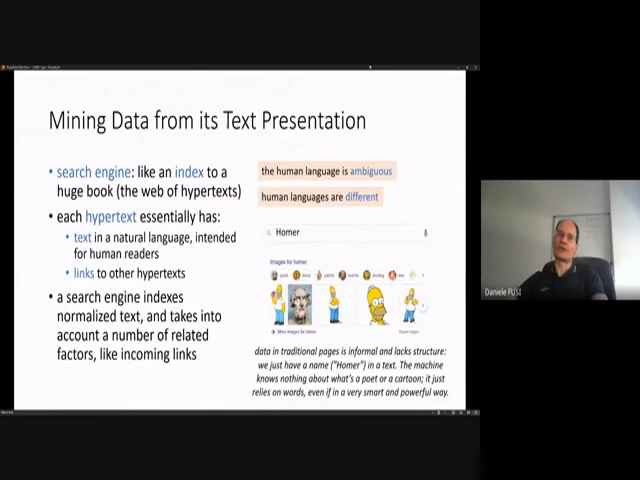 Mining Data from its Text Presentation
• search engine: like an index to a
huge book (the web of hypertexts)
• each hypertext essentially has:
• text in a natural language, intended
for human readers
• links to other hypertexts
• a search engine indexes
normalized text, and takes into
account a number of related
factors, like incoming links
the human language is ambiguous
human languages are different
Homer
Images for homer
More images for homer
data in traditional pages is informal and lacks structure:
we just have a name ("Homer") in a text. The machine
knows nothing about what's a poet or a cartoon; it just
relies on words, even if in a very smart and powerful way.
Daniele FUSI